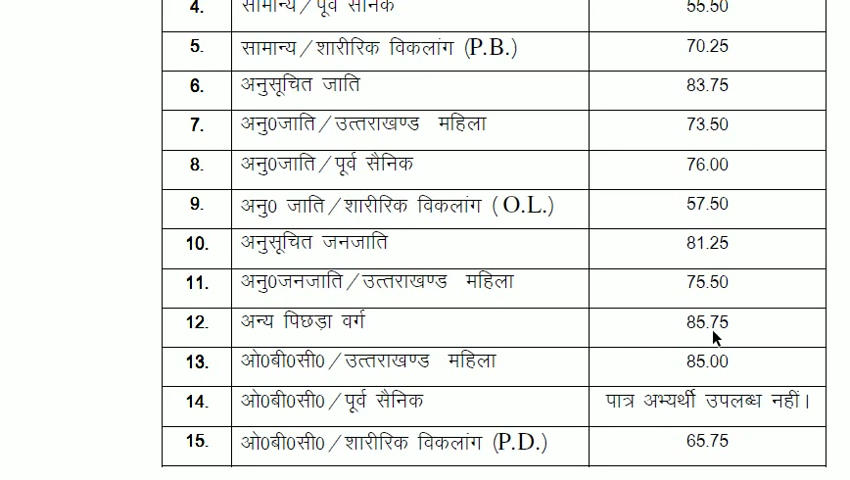 4. सामान्य/पूर्व सैनिक 55.50
5. सामान्य/शारीरिक विकलांग (P.B.) 70.25
6. अनुसूचित जाति 83.75
7. अनु0जाति/उत्तराखण्ड महिला 73.50
8. अनु0जाति/पूर्व सैनिक 76.00
9. अनु0 जाति/शारीरिक विकलांग ( O.L.) 57.50
10. अनुसूचित जनजाति 81.25
11. अनु0जनजाति/उत्तराखण्ड महिला 75.50
12. अन्य पिछड़ा वर्ग 85.75
13. ओ0बी0सी0/उत्तराखण्ड महिला 85.00
14. ओ0बी0सी0/पूर्व सैनिक पात्र अभ्यर्थी उपलब्ध नहीं।
15. ओ0बी0सी0/शारीरिक विकलांग (P.D.) 65.75